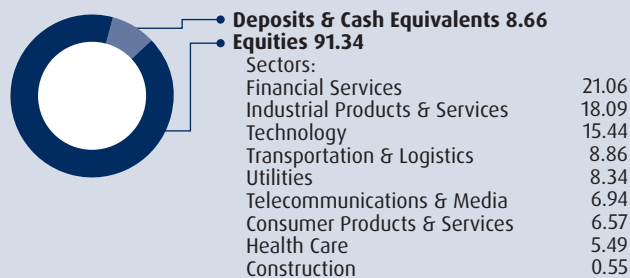 Deposits & Cash Equivalents 8.66
Equities 91.34
Sectors:
Financial Services 21.06
Industrial Products & Services 18.09
Technology 15.44
Transportation & Logistics 8.86
Utilities 8.34
Telecommunications & Media 6.94
Consumer Products & Services 6.57
Health Care 5.49
Construction 0.55